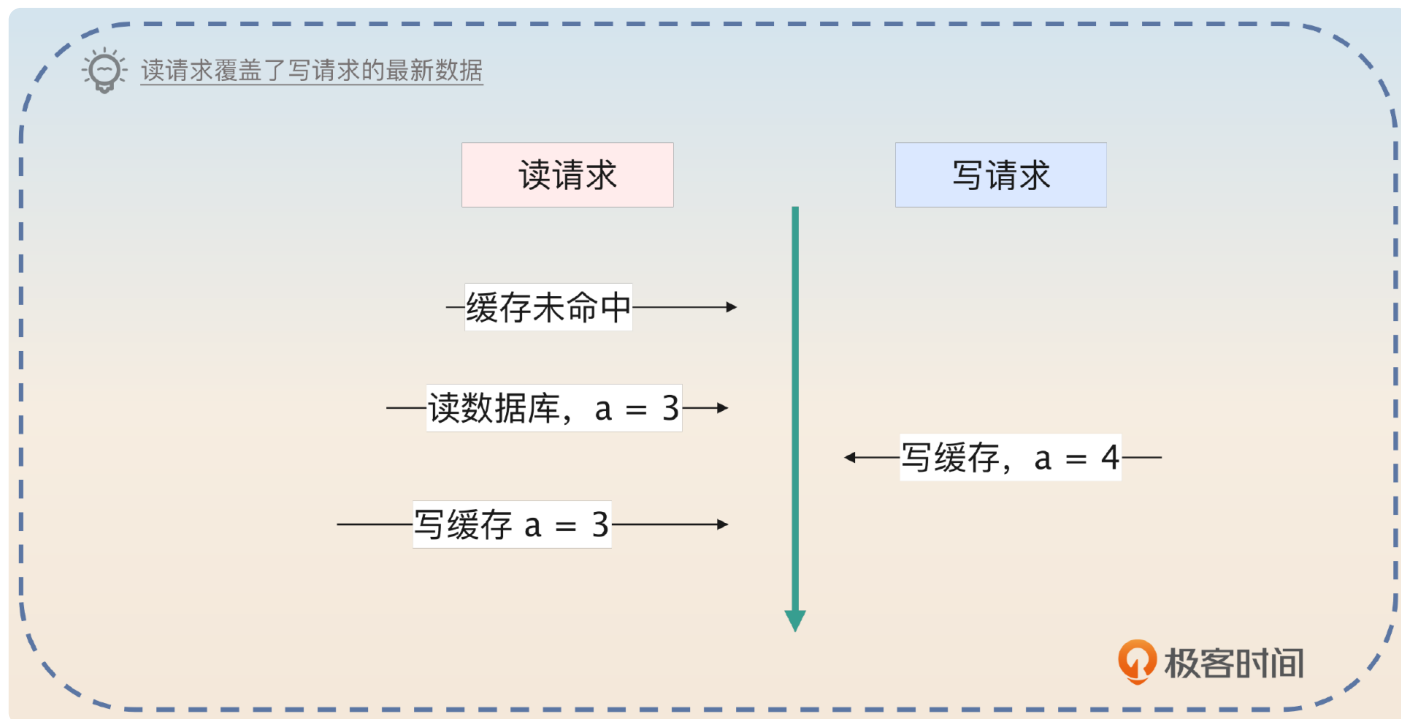 读请求覆盖了写请求的最新数据
读请求
写请求
缓存未命中
读数据库，a = 3
写缓存，a = 4
写缓存 a = 3
极客时间